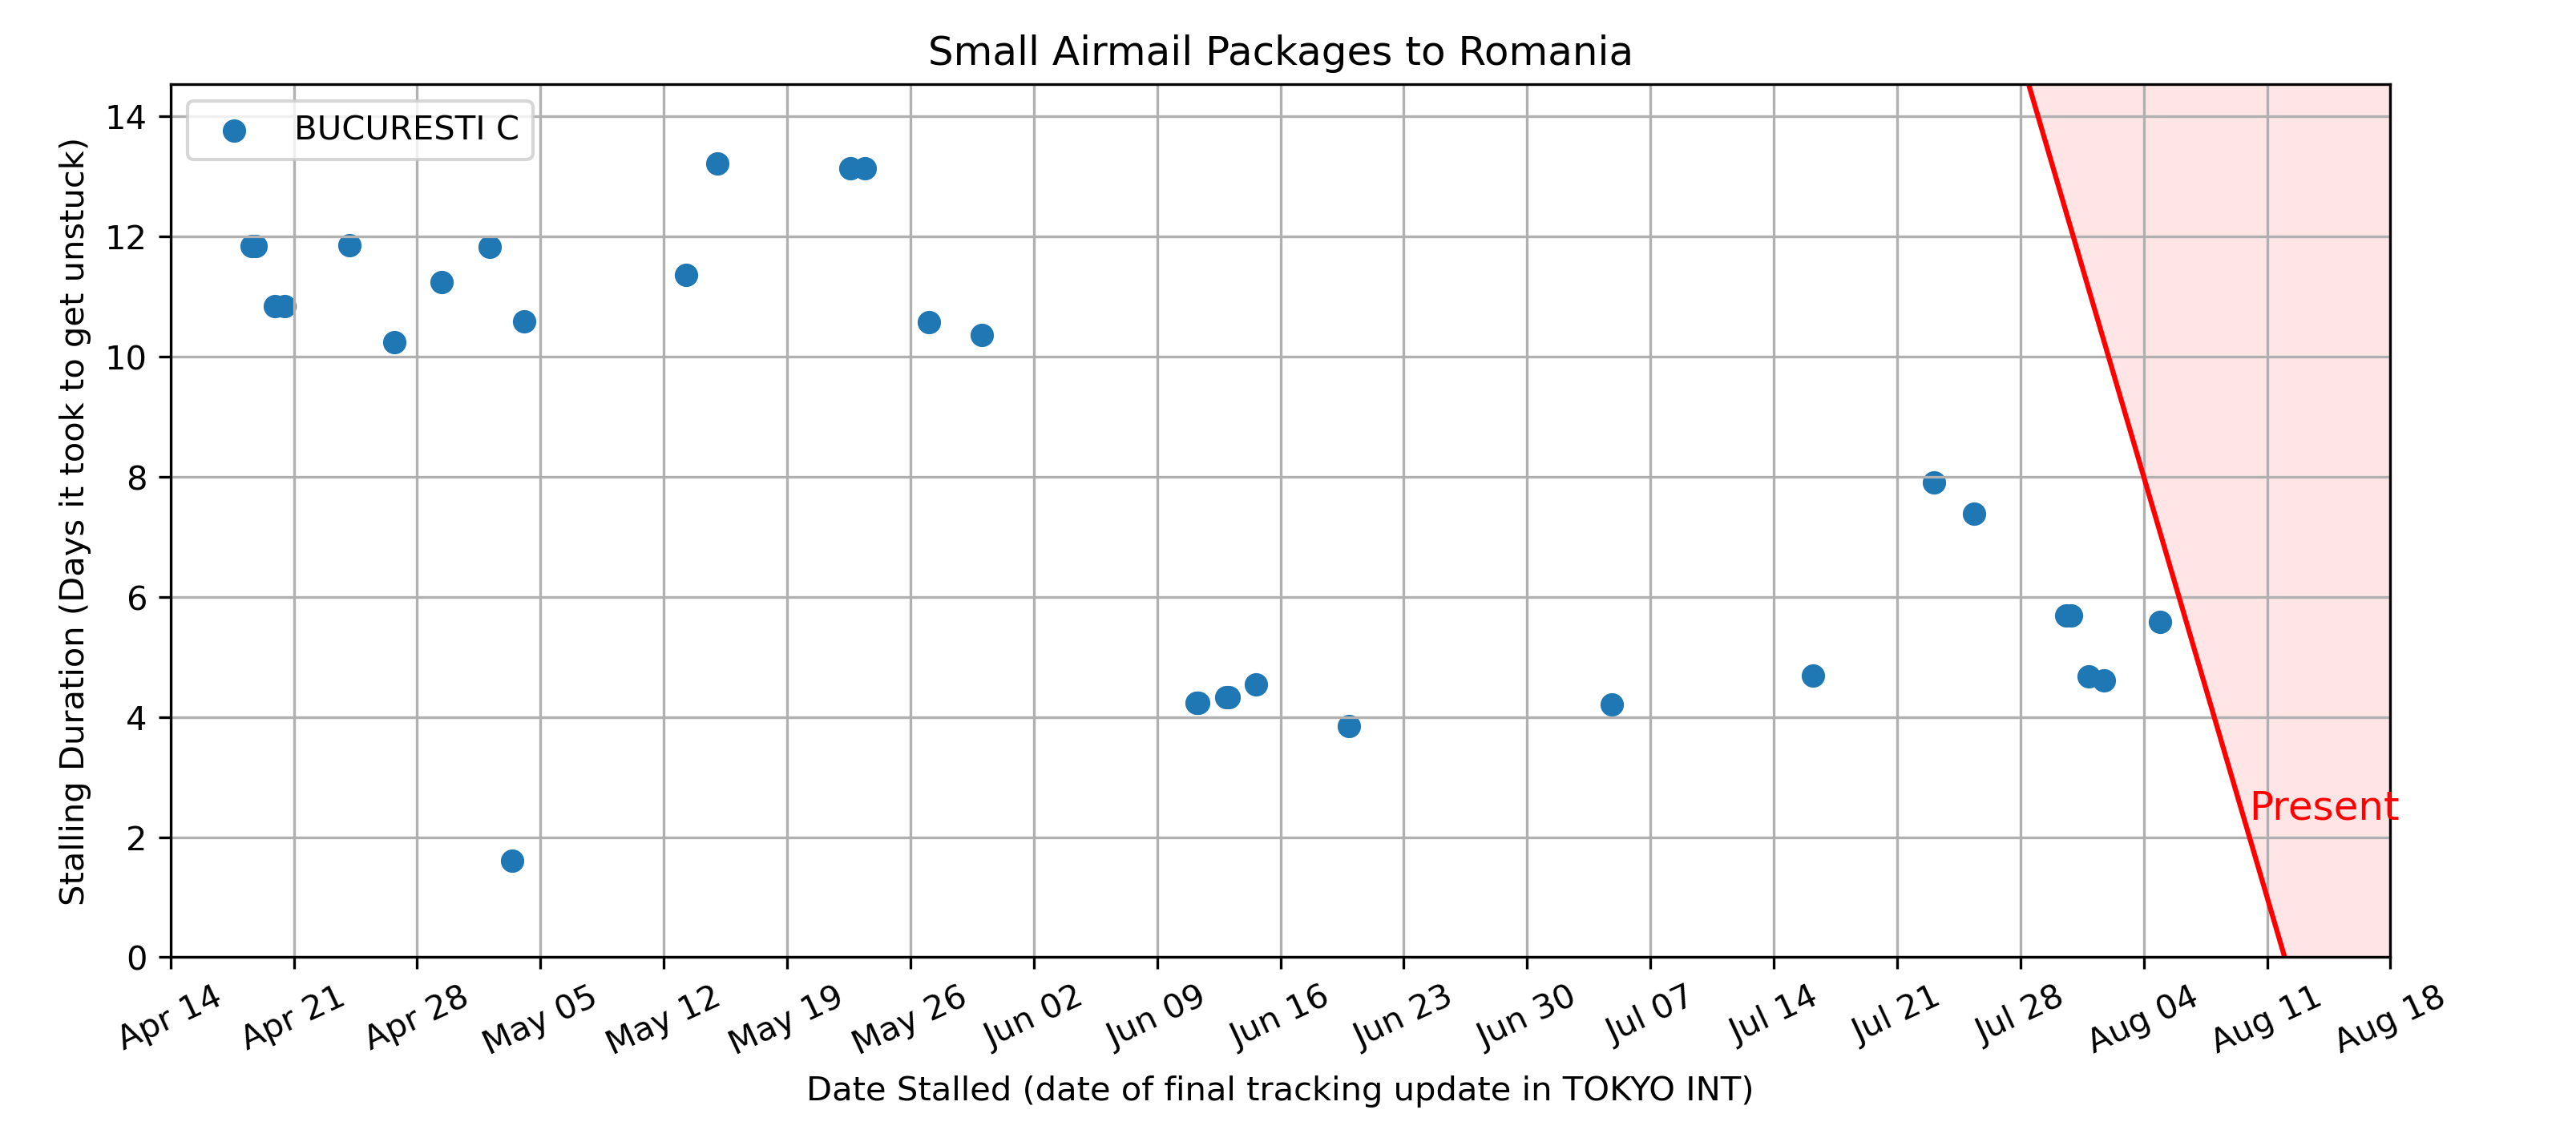 Small Airmail Packages to Romania
BUCURESTI C
Stalling Duration (Days it took to get unstuck)
14
12
10
8
6
4
2
0
Present
Apr 14
Apr 21
Apr 28
May 05
May 12
May 19
May 26
Jun 02
Jun 09
Jun 16
Jun 23
Jun 30
Jul 07
Jul 14
Jul 21
Jul 28
Aug 04
Aug 11
Aug 18
Date Stalled (date of final tracking update in TOKYO INT)